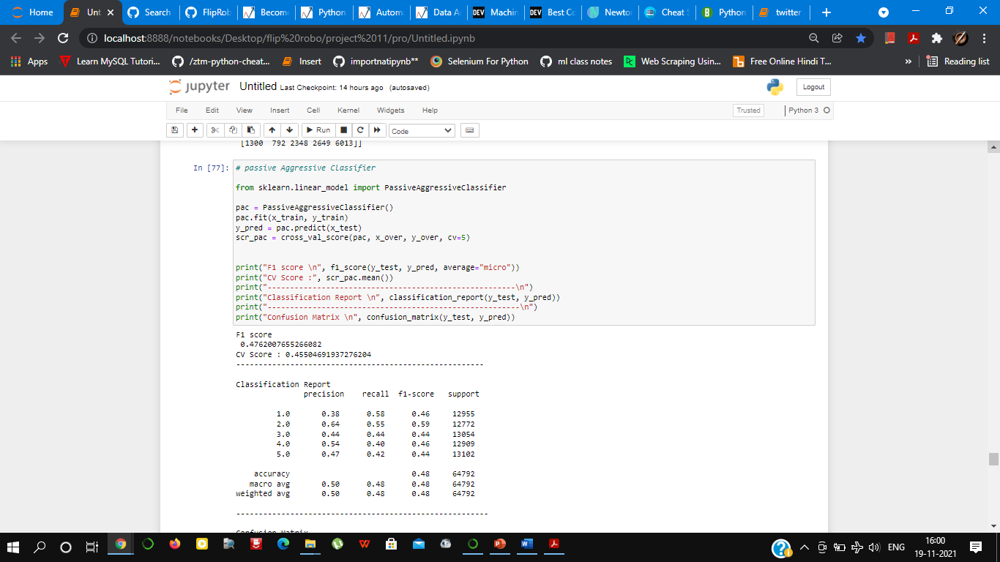 Home Unt Search FlipRob Become Python Automa Data A DEV Machin DEV Best Co Newto Cheat S B Python twitter
localhost:8888/notebooks/Desktop/flip%20robo/project%2011/pro/Untitled.ipynb
Apps Learn MySQL Tutori... /ztm-python-cheat... Insert importnatipynb** Selenium For Python ml class notes Web Scraping Usin... Free Online Hindi T... » Reading list
jupyter Untitled Last Checkpoint: 14 hours ago (autosaved) Logout
File Edit View Insert Cell Kernel Widgets Help Trusted Python 3
Run Code
[1300 792 2348 2649 6013]]
In [77]: # passive Aggressive Classifier
from sklearn.linear_model import PassiveAggressiveClassifier
pac = PassiveAggressiveClassifier()
pac.fit(x_train, y_train)
y_pred = pac.predict(x_test)
scr_pac = cross_val_score(pac, x_over, y_over, cv=5)
print("F1 score \n", f1_score(y_test, y_pred, average="micro"))
print("CV Score :", scr_pac.mean())
print("-------------------------------------------------------\n")
print("Classification Report \n", classification_report(y_test, y_pred))
print("--------------------------------------------------------\n")
print("Confusion Matrix \n", confusion_matrix(y_test, y_pred))
F1 score
0.4762007655266082
CV Score : 0.45504691937276204
-------------------------------------------------------
Classification Report
precision recall f1-score support
1.0 0.38 0.58 0.46 12955
2.0 0.64 0.55 0.59 12772
3.0 0.44 0.44 0.44 13054
4.0 0.54 0.40 0.46 12909
5.0 0.47 0.42 0.44 13102
accuracy 0.48 64792
macro avg 0.50 0.48 0.48 64792
weighted avg 0.50 0.48 0.48 64792
--------------------------------------------------------
Confusion Matrix
ENG 16:00
19-11-2021